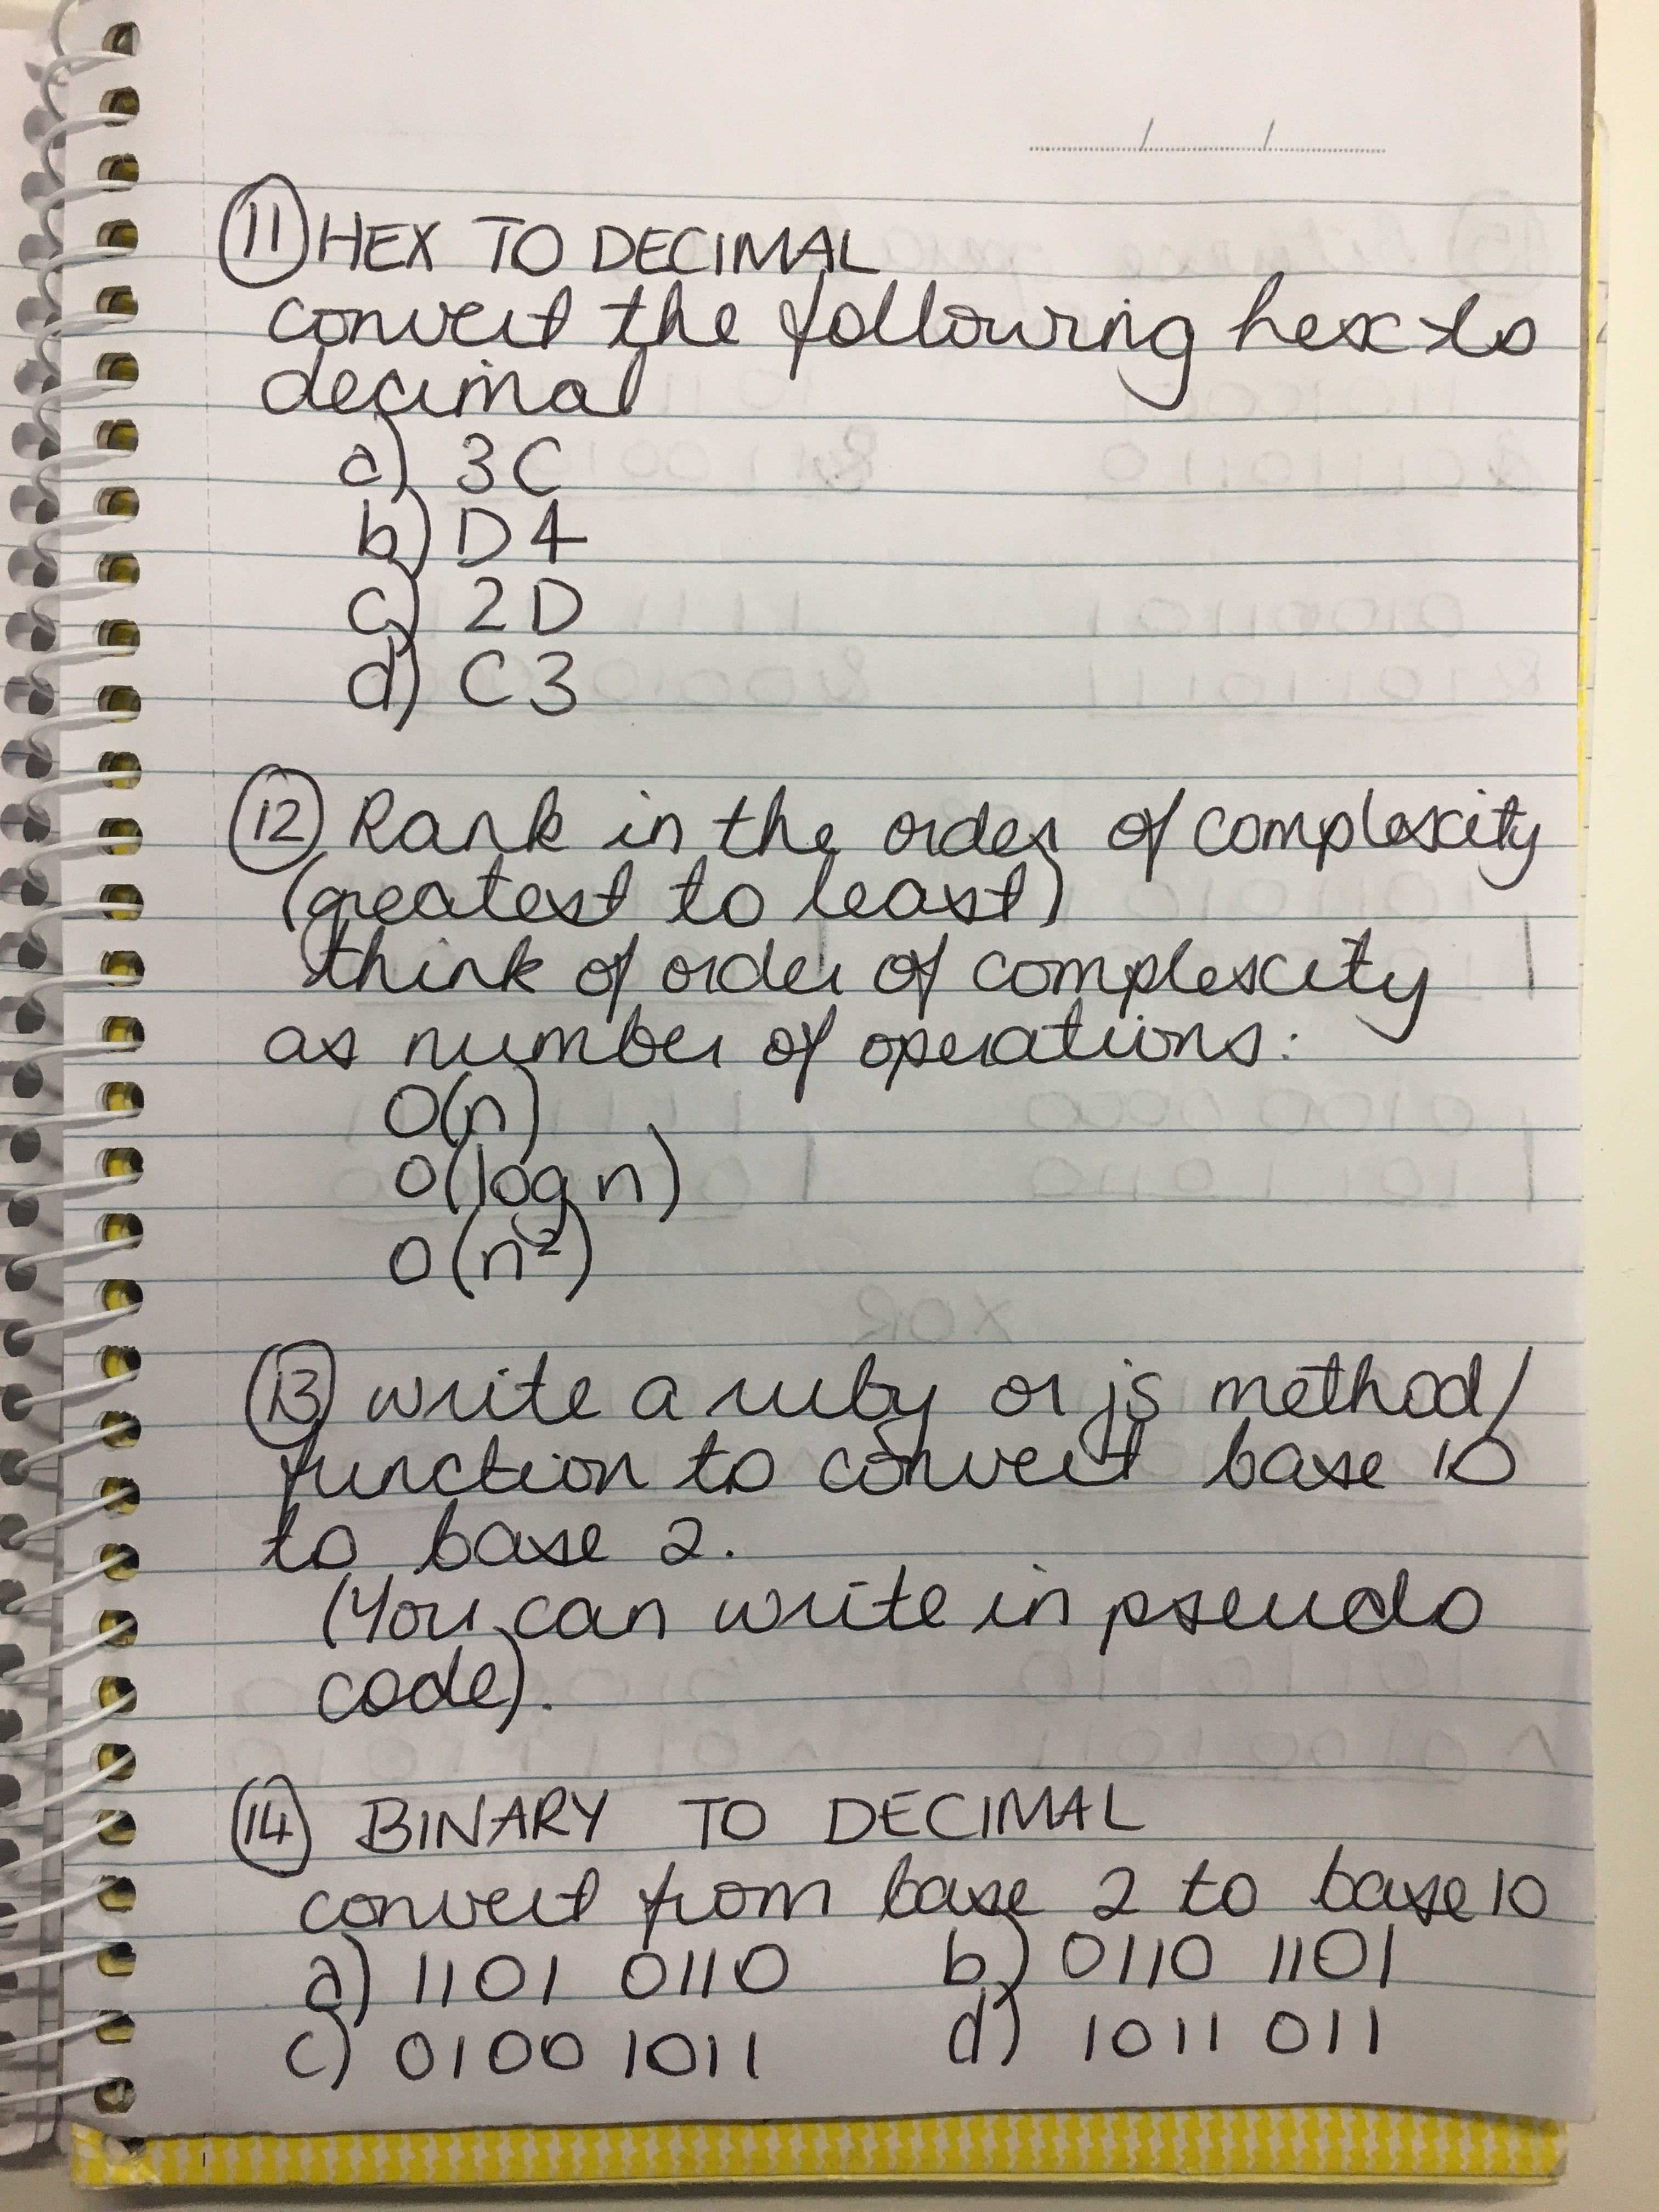 11 HEX TO DECIMAL
convert the following hex to
decimal
a) 3C
b) D4
c) 2D
d) C3
12 Rank in the order of complexity
(greatest to least)
think of order of complexity
as number of operations:
O(n)
O(log n)
O(n²)
13 write a ruby or js method/
function to convert base 10
to base 2.
(You can write in pseudo
code).
14 BINARY TO DECIMAL
convert from base 2 to base 10
a) 1101 0110 b) 0110 1101
c) 0100 1011 d) 1011 011